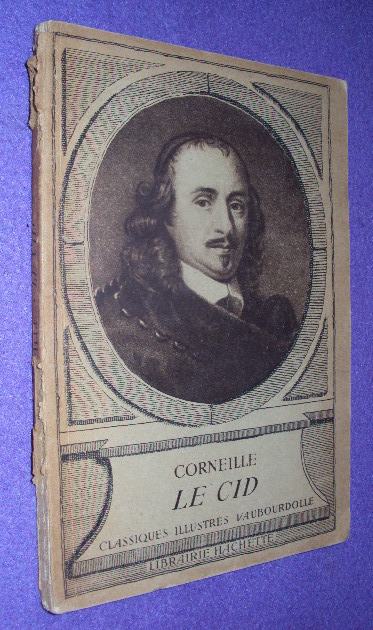 CORNEILLE
LE CID
CLASSIQUES ILLUSTRÉS VAUBOURDOLLE
LIBRAIRIE HACHETTE